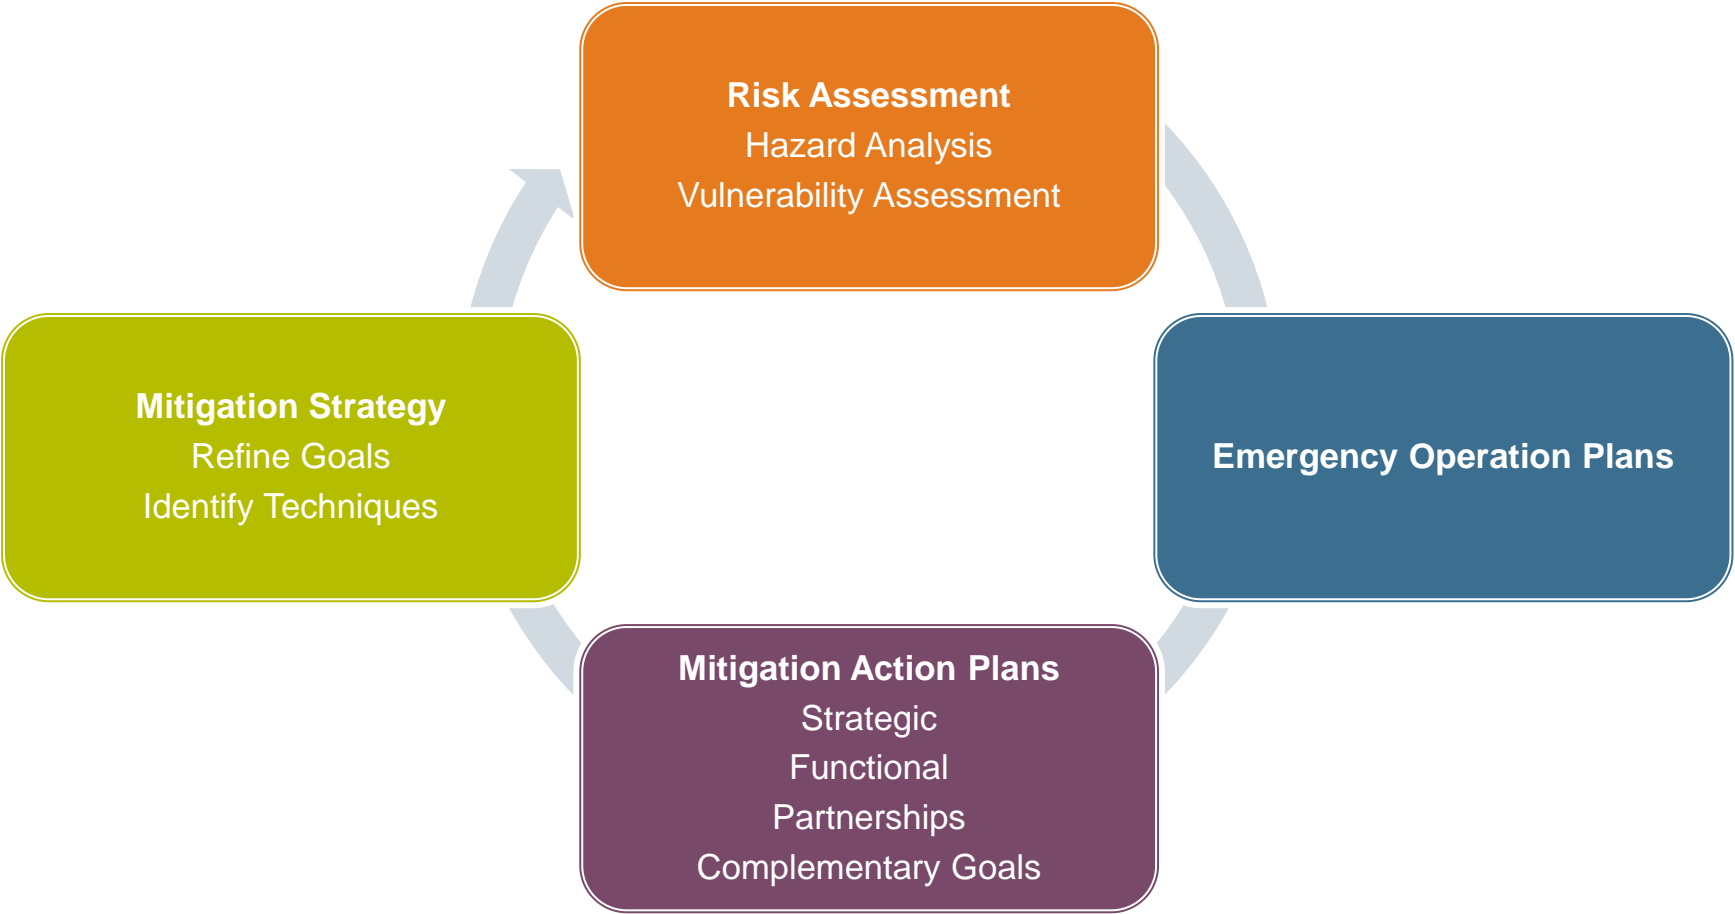 Risk Assessment
Hazard Analysis
Vulnerability Assessment
Emergency Operation Plans
Mitigation Action Plans
Strategic
Functional
Partnerships
Complementary Goals
Mitigation Strategy
Refine Goals
Identify Techniques